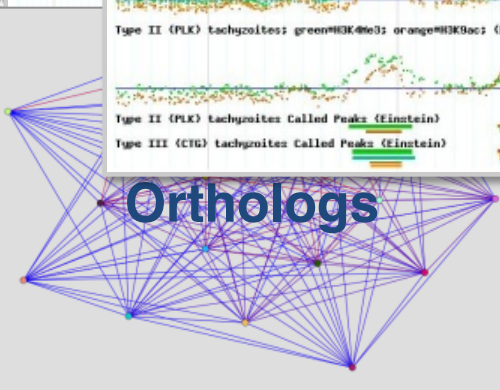 Type II (PLK) tachyzoites; green=H3K4Me3; orange=H3K9ac; (
Type II (PLK) tachyzoites Called Peaks (Einstein)
Type III (CTG) tachyzoites Called Peaks (Einstein)
Orthologs